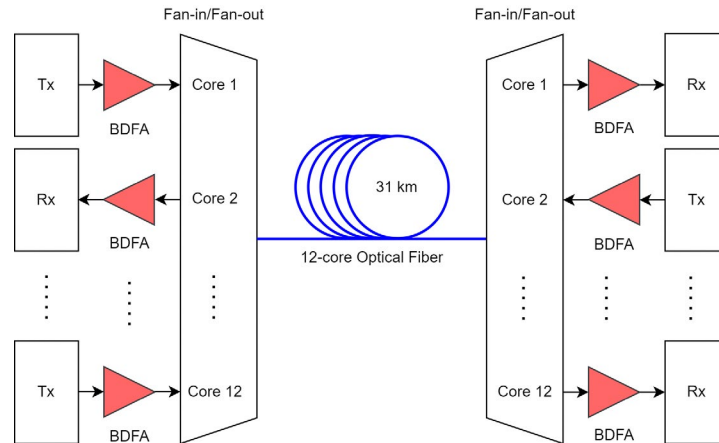 Fan-in/Fan-out Fan-in/Fan-out
Tx BDFA Core 1 Core 1 BDFA Rx
Rx BDFA Core 2 31 km Core 2 BDFA Tx
12-core Optical Fiber
Tx BDFA Core 12 Core 12 BDFA Rx